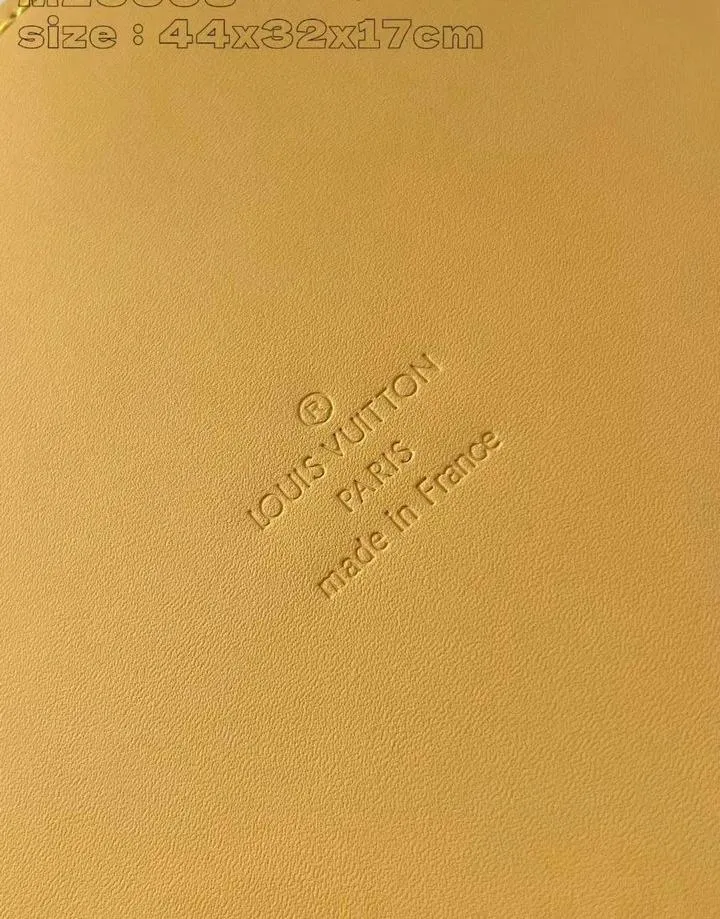 size : 44x32x17cm
®
LOUIS VUITTON
PARIS
made in France